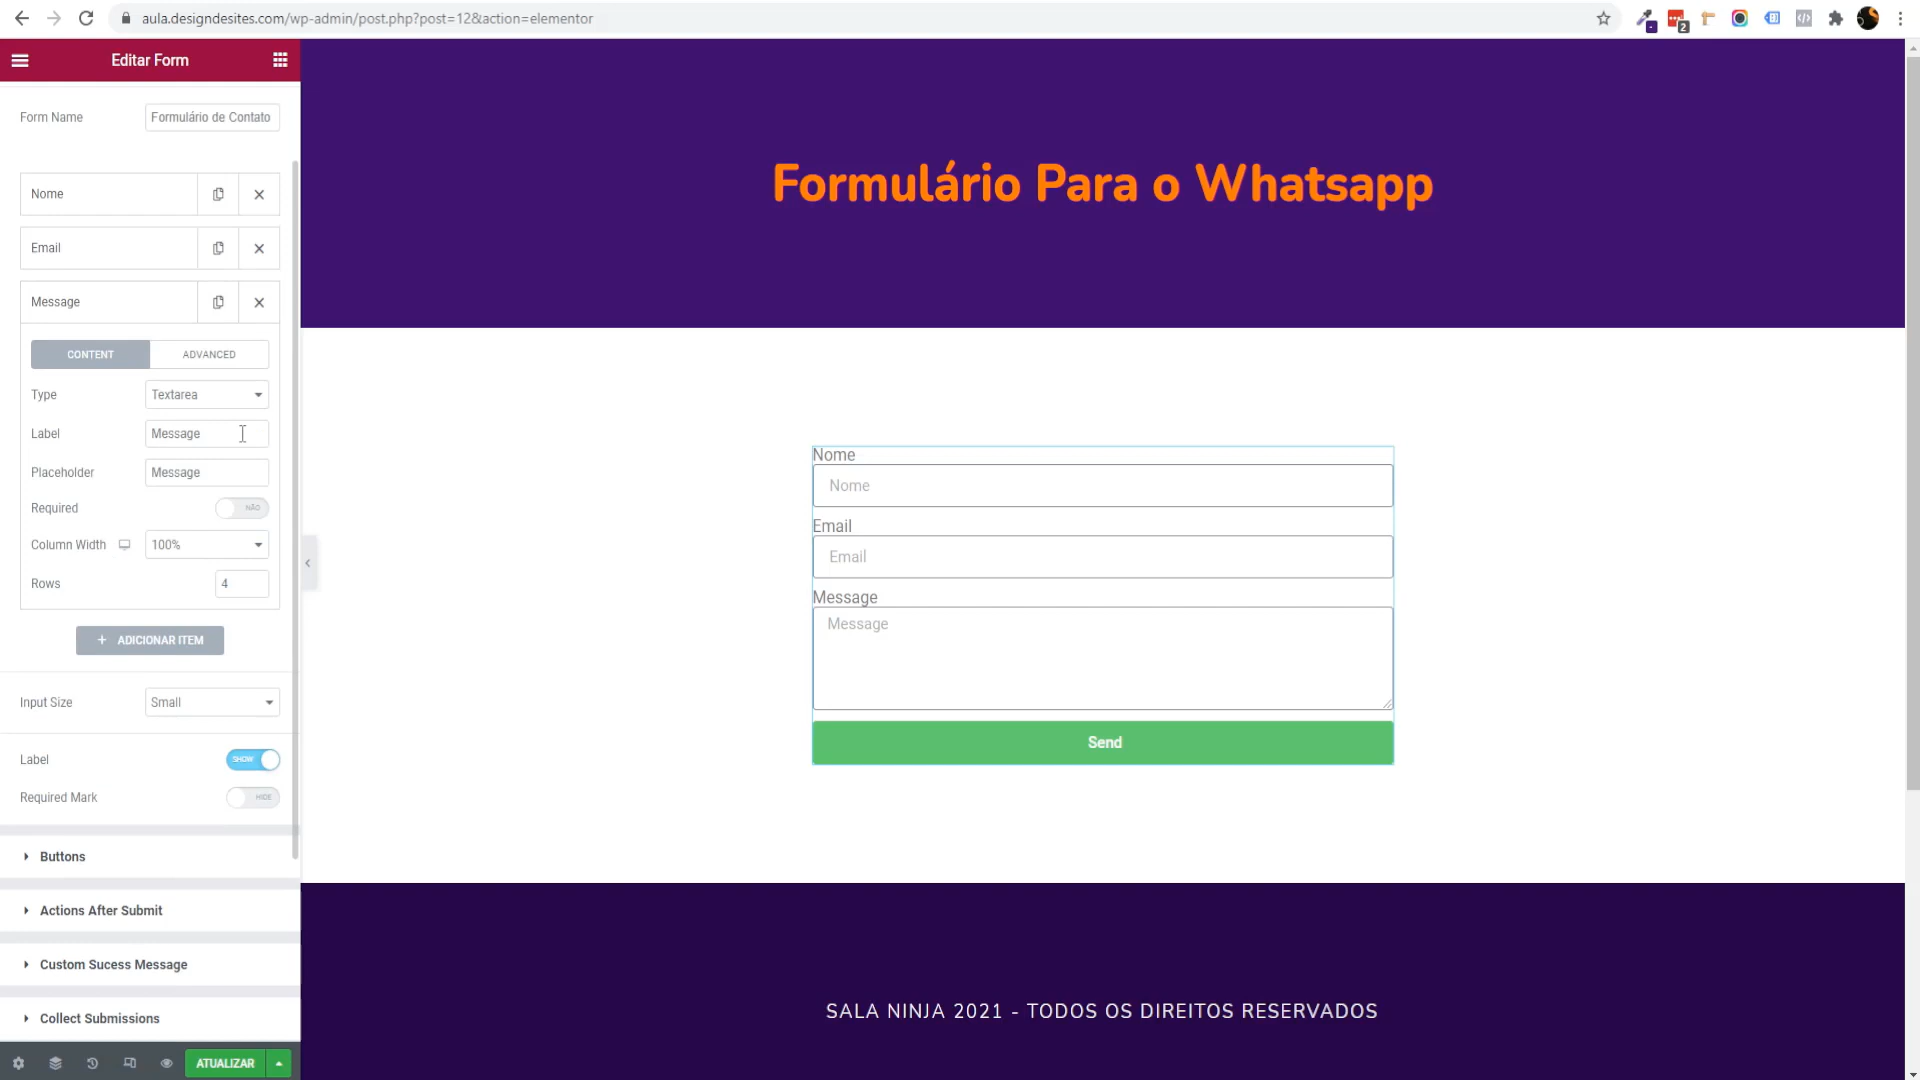 aula.designdesites.com/wp-admin/post.php?post=12&action=elementor
2
Editar Form
Form Name
Formulário de Contato
Nome
Email
Message
CONTENT
ADVANCED
Type
Textarea
Label
Message
Placeholder
Message
Required
NÃO
Column Width
100%
Rows
4
+ ADICIONAR ITEM
Input Size
Small
Label
SHOW
Required Mark
HIDE
Buttons
Actions After Submit
Custom Sucess Message
Collect Submissions
ATUALIZAR
Formulário Para o Whatsapp
Nome
Nome
Email
Email
Message
Message
Send
SALA NINJA 2021 - TODOS OS DIREITOS RESERVADOS